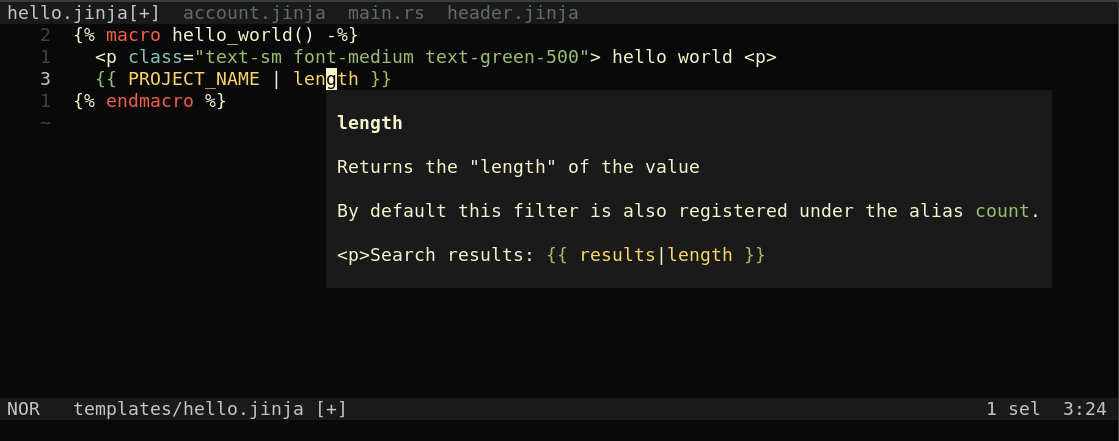 hello.jinja[+]  account.jinja  main.rs  header.jinja
2  {% macro hello_world() -%}
1    <p class="text-sm font-medium text-green-500"> hello world <p>
3    {{ PROJECT_NAME | length }}
1  {% endmacro %}
~
length
Returns the "length" of the value
By default this filter is also registered under the alias count.
<p>Search results: {{ results|length }}
NOR   templates/hello.jinja [+]   1 sel  3:24